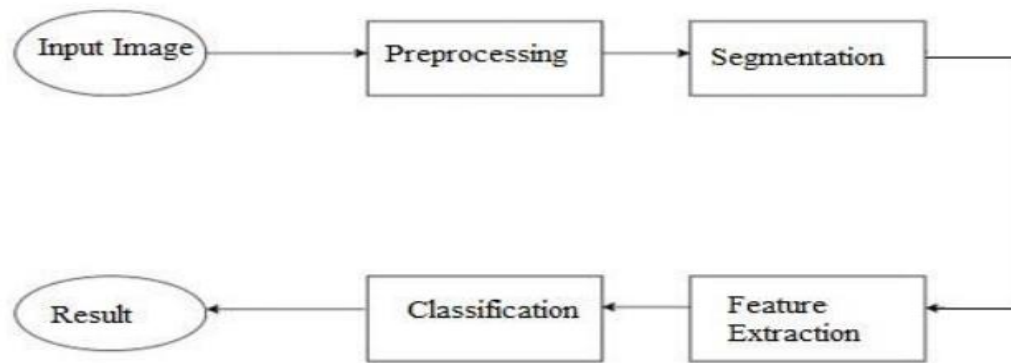 Input Image
Preprocessing
Segmentation
Feature
Extraction
Classification
Result